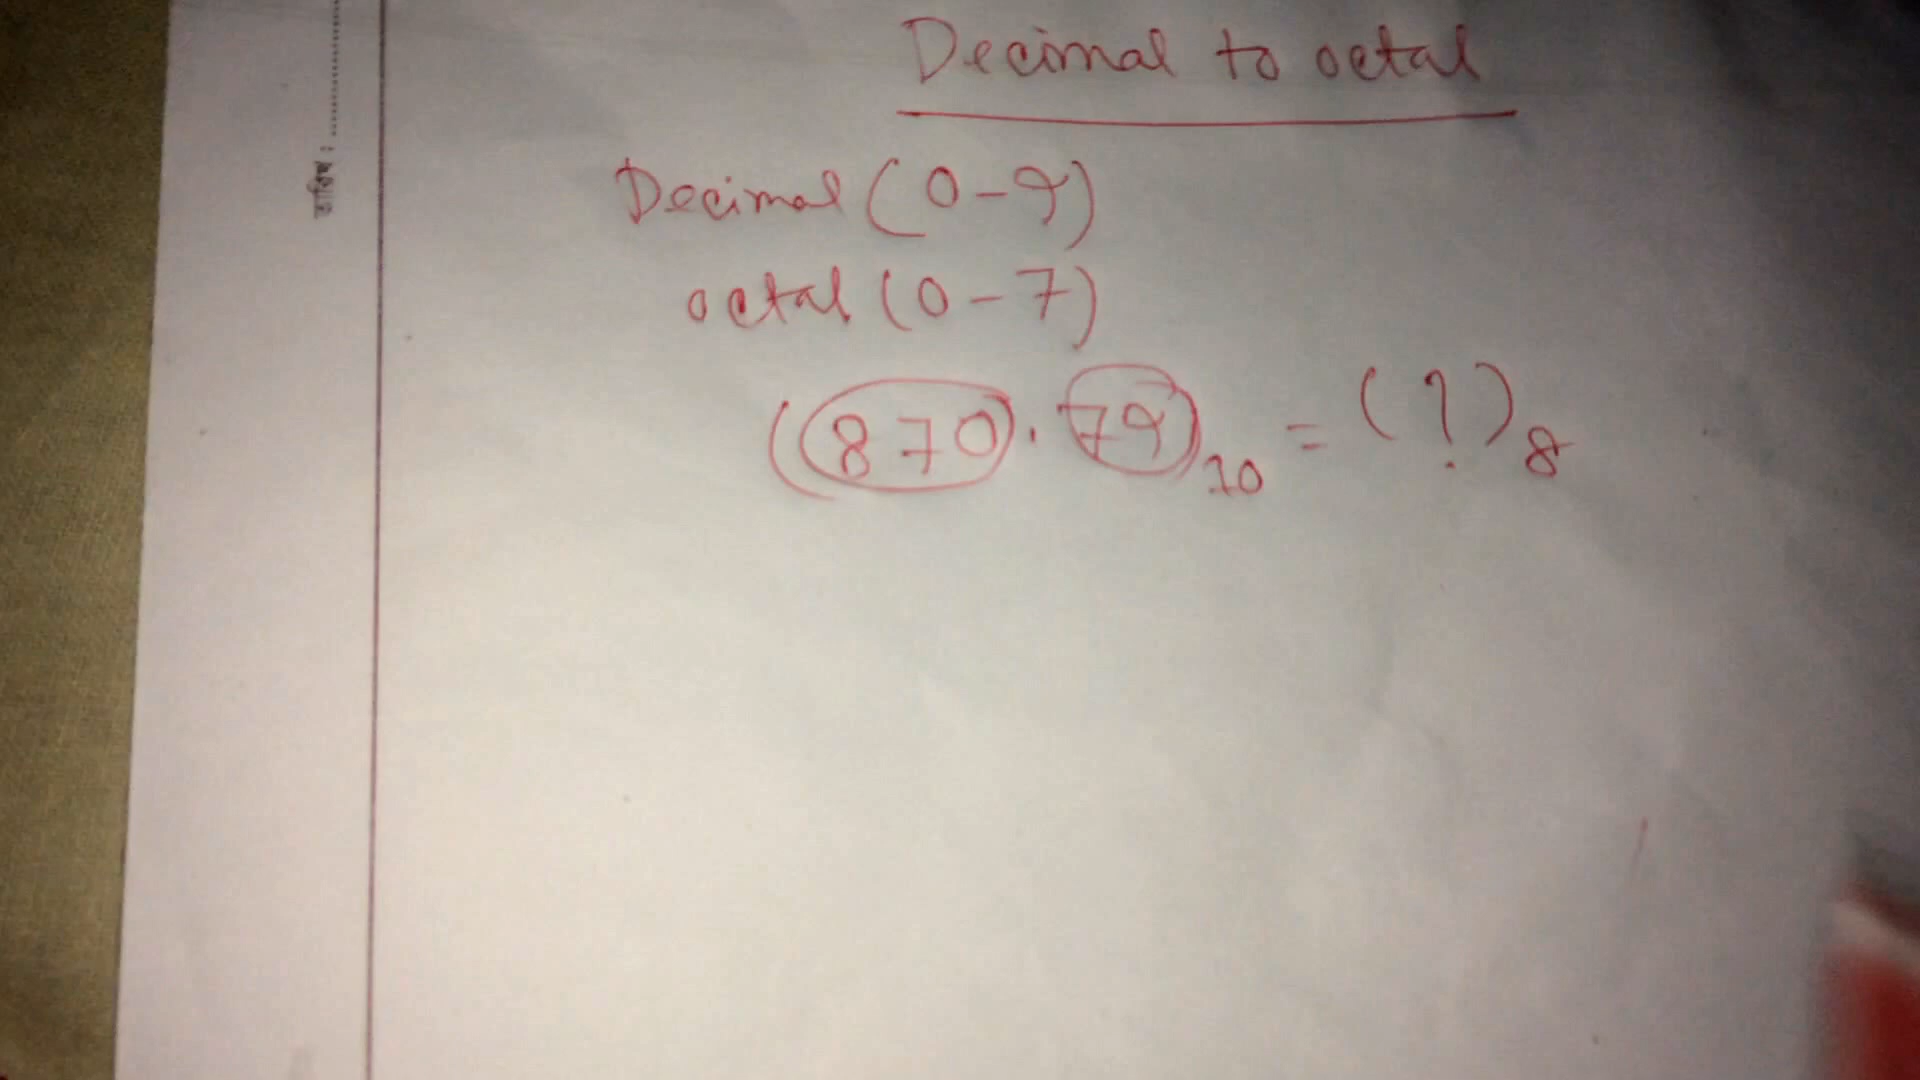 Decimal to octal
Decimal (0-9)
octal (0-7)
(870.79)10 = (?)8
তারিখ : ....................